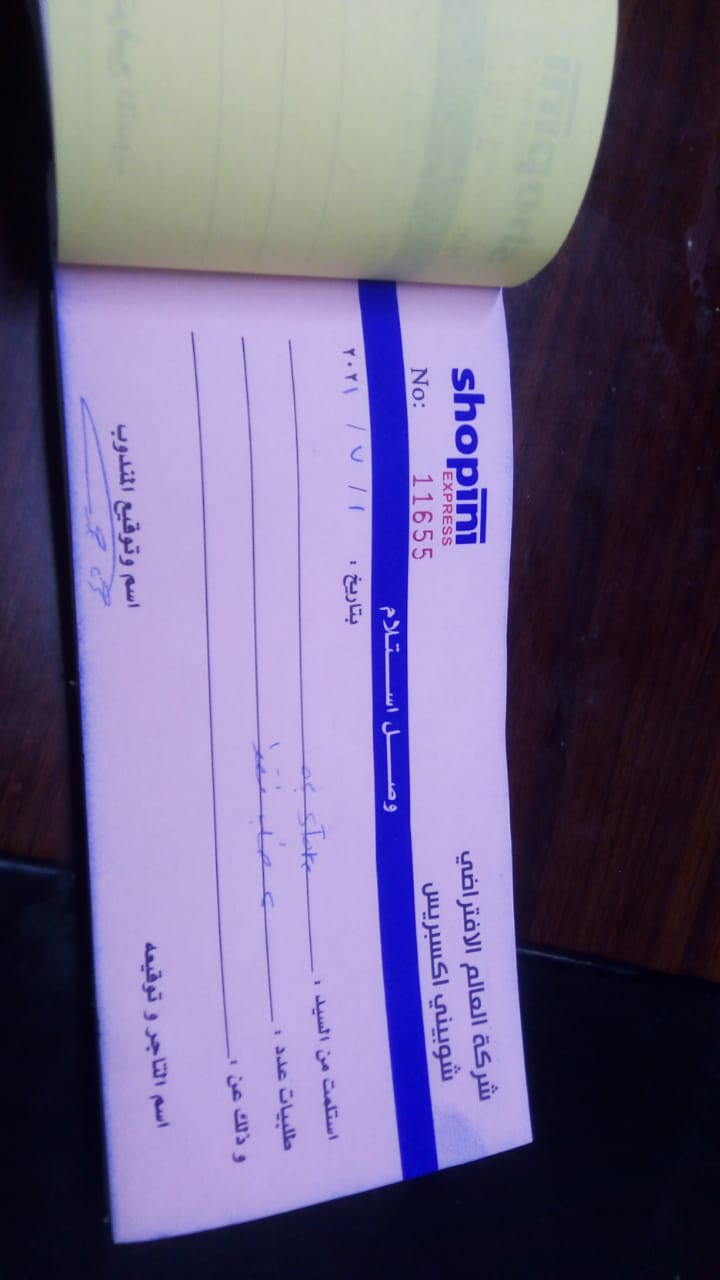 shopini
EXPRESS
شركة العالم الافتراضي
شوبيني اكسبريس
No: 11655
وصل استلام
بتاريخ : ١ / ٧ / ٢٠٢١
استلمت من السيد :
طلبيات عدد :
و ذلك عن :
اسم التاجر و توقيعه
اسم وتوقيع المندوب